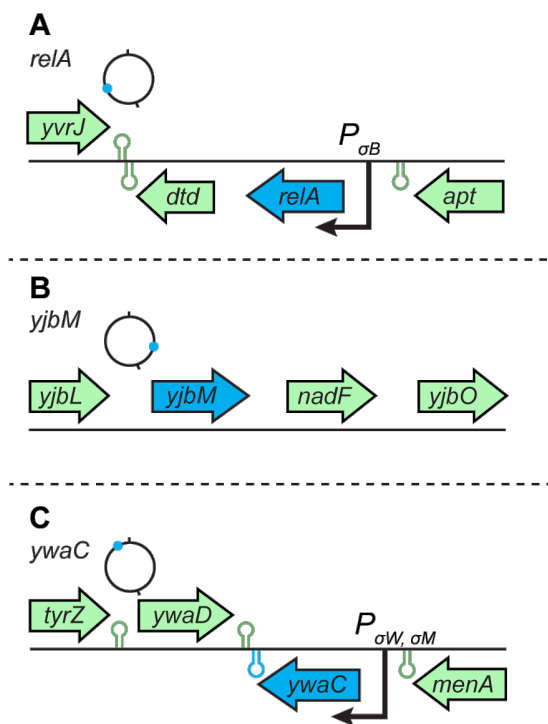 A
relA
yvrJ
PσB
dtd
relA
apt
B
yjbM
yjbL
yjbM
nadF
yjbO
C
ywaC
tyrZ
ywaD
PσW, σM
ywaC
menA